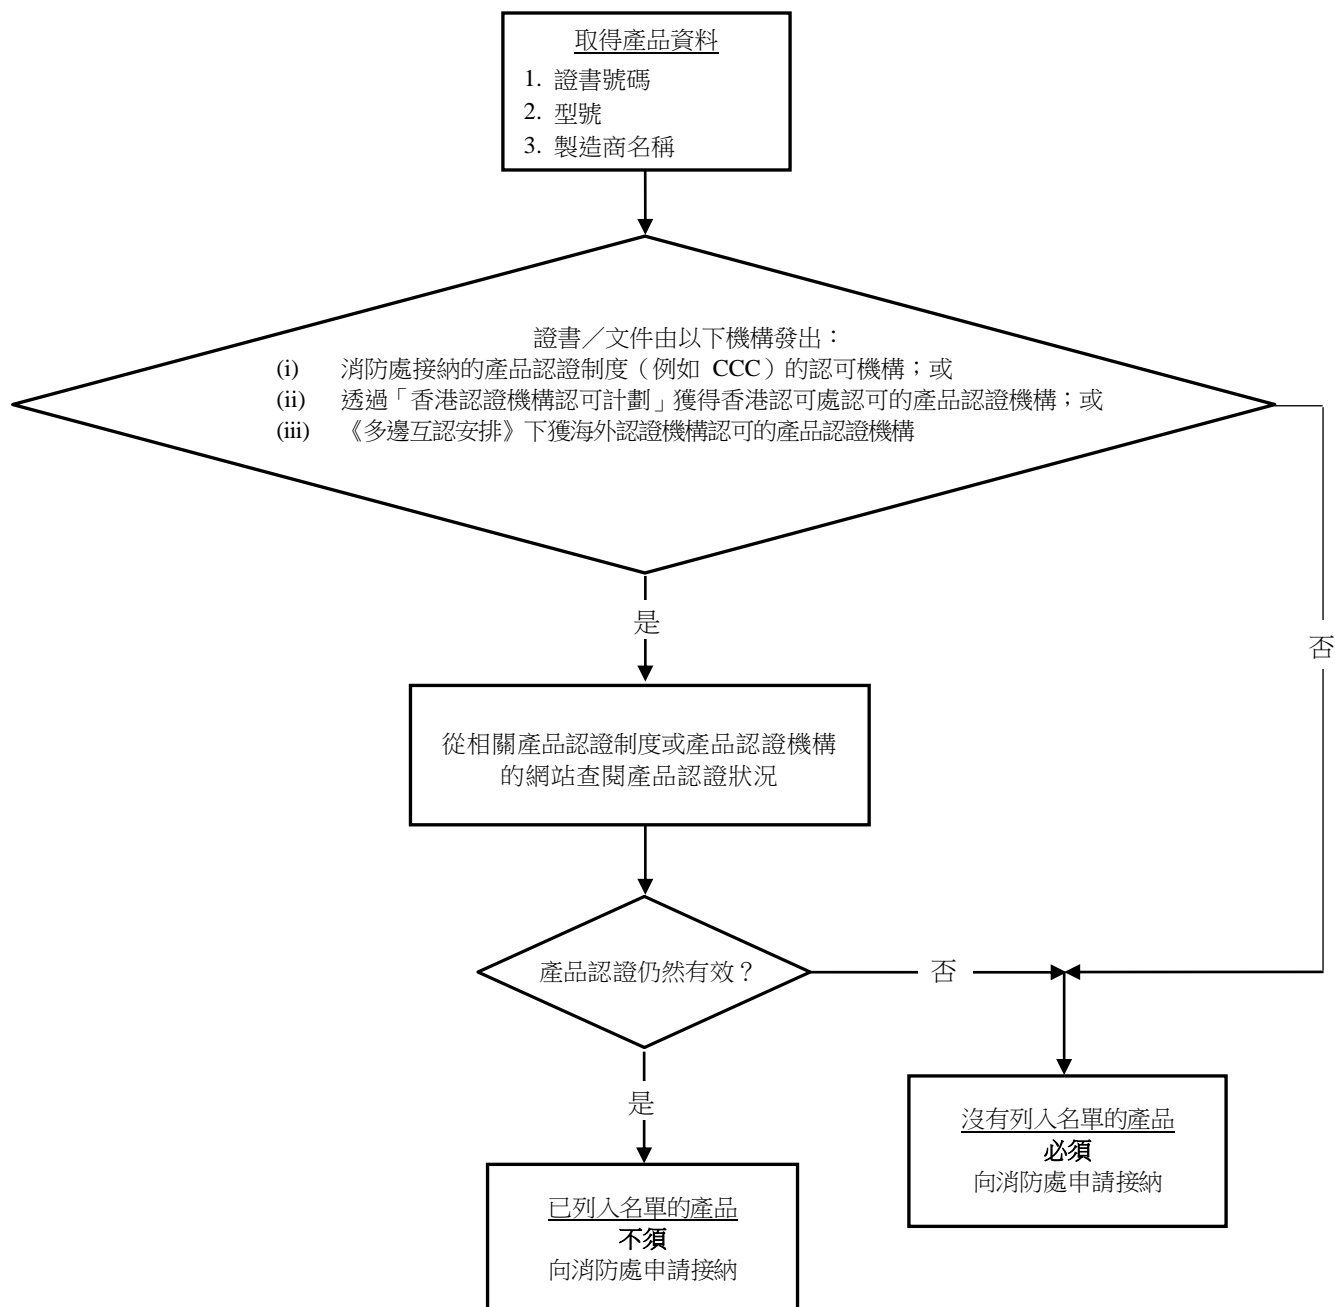 取得產品資料
1. 證書號碼
2. 型號
3. 製造商名稱
證書／文件由以下機構發出：
(i) 消防處接納的產品認證制度（例如 CCC）的認可機構；或
(ii) 透過「香港認證機構認可計劃」獲得香港認可處認可的產品認證機構；或
(iii) 《多邊互認安排》下獲海外認證機構認可的產品認證機構
是
否
從相關產品認證制度或產品認證機構
的網站查閱產品認證狀況
產品認證仍然有效？
否
是
沒有列入名單的產品
必須
向消防處申請接納
已列入名單的產品
不須
向消防處申請接納